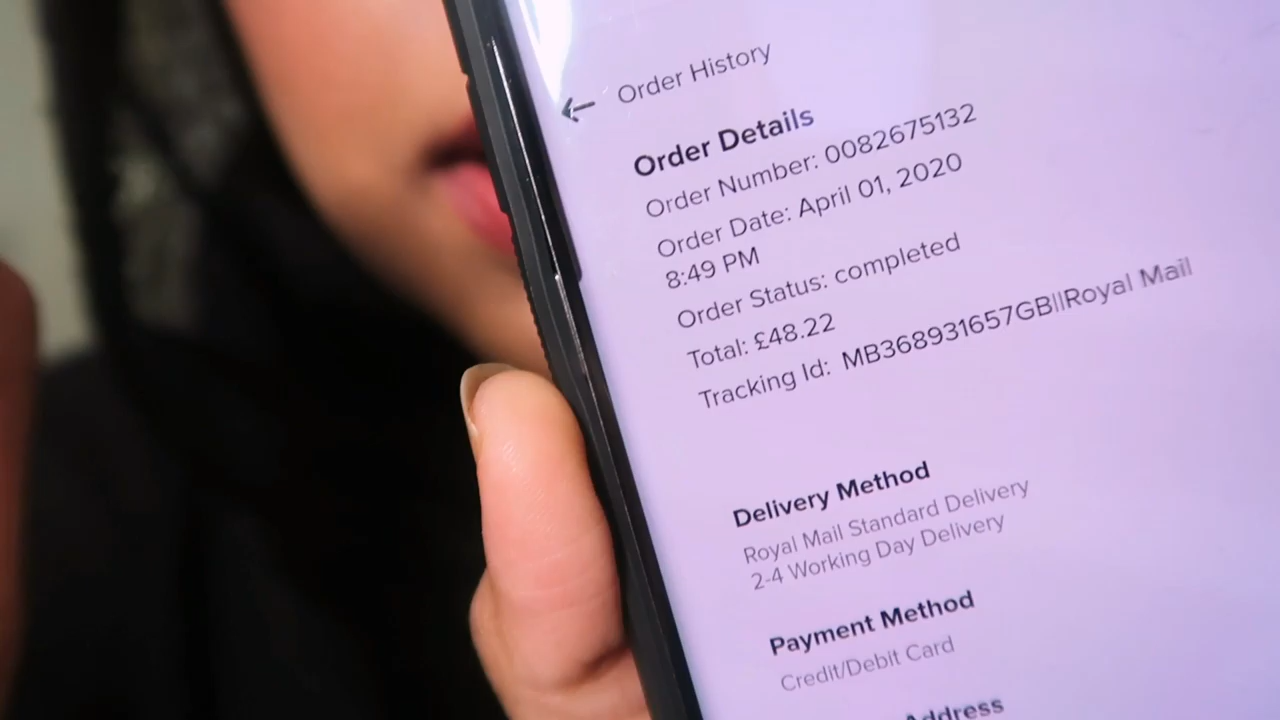 ← Order History
Order Details
Order Number: 0082675132
Order Date: April 01, 2020
8:49 PM
Order Status: completed
Total: £48.22
Tracking Id: MB368931657GB||Royal Mail
Delivery Method
Royal Mail Standard Delivery
2-4 Working Day Delivery
Payment Method
Credit/Debit Card
Address